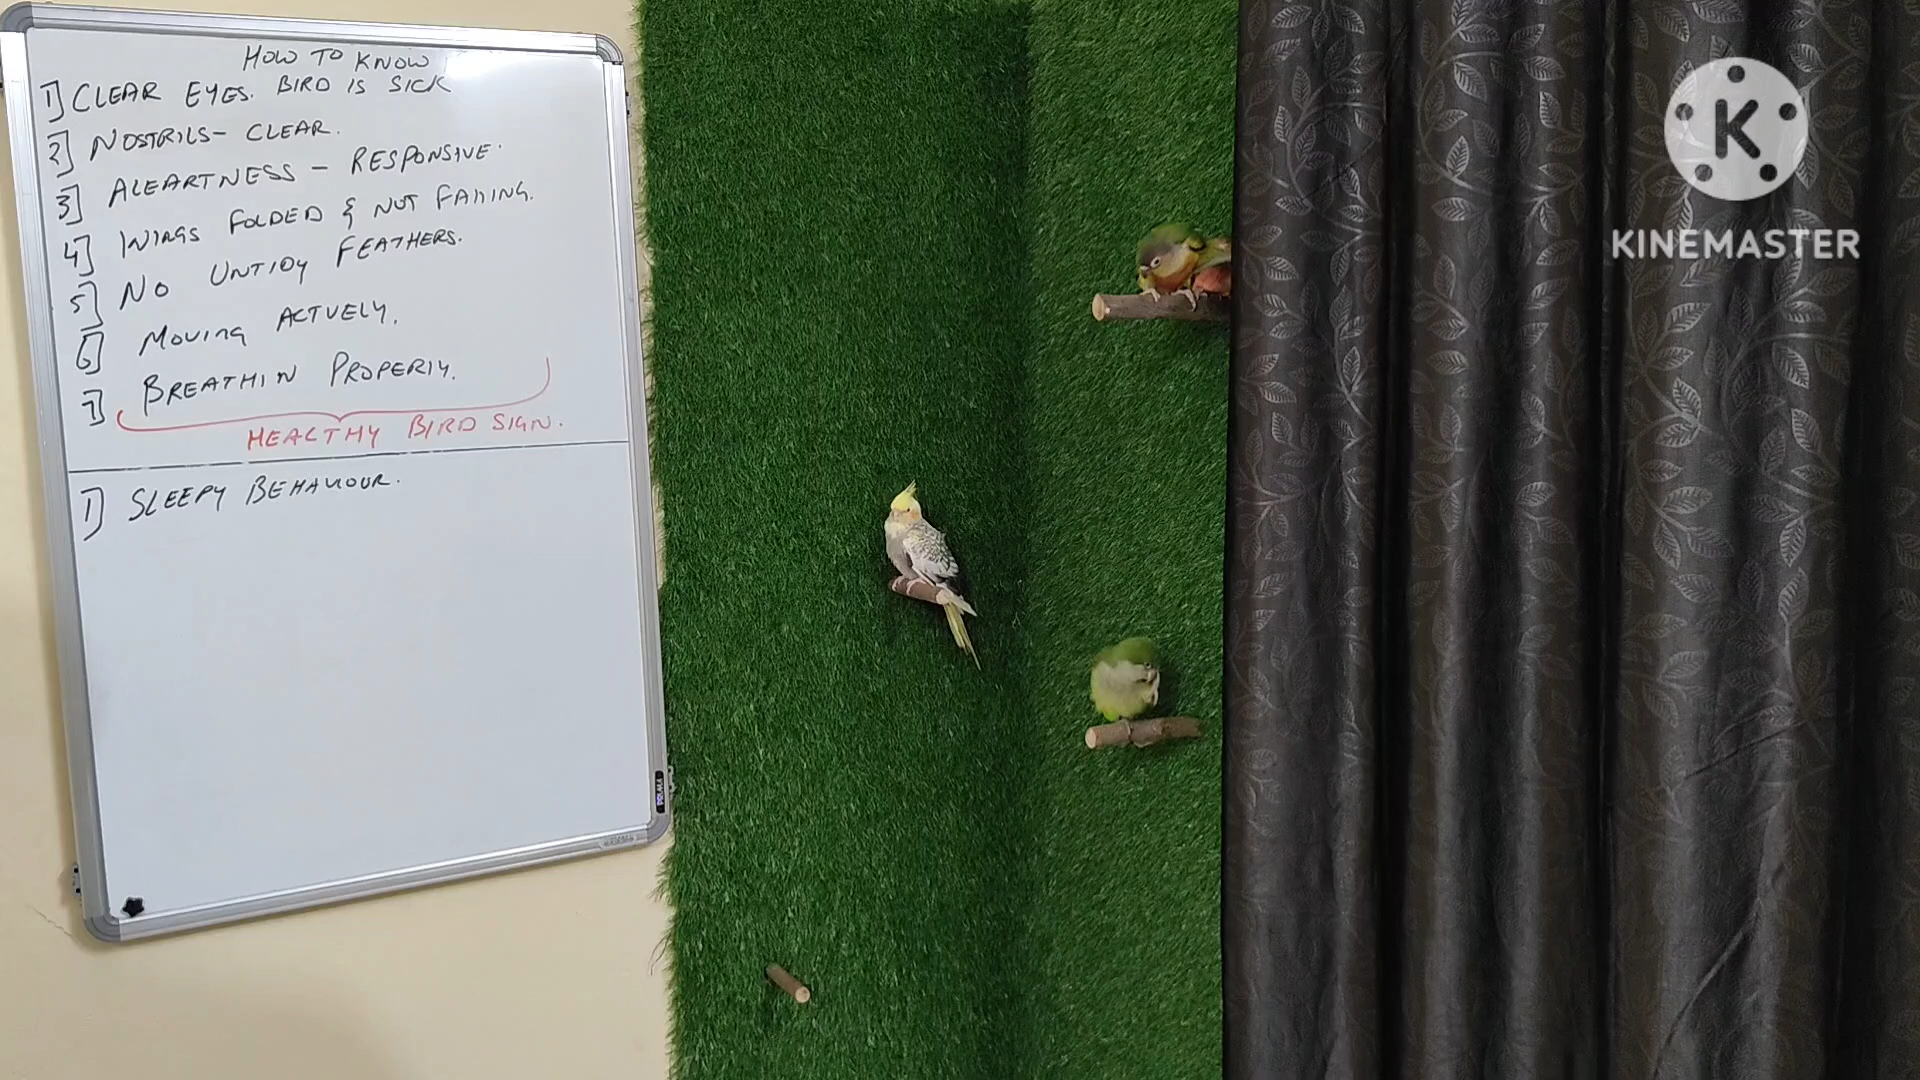 HOW TO KNOW
BIRD IS SICK
1] CLEAR EYES.
2] NOSTRILS- CLEAR.
3] ALEARTNESS - RESPONSIVE.
4] WINGS FOLDED & NOT FALLING.
5] NO UNTIDY FEATHERS.
6] MOVING ACTVELY.
7] BREATHIN PROPERLY.
HEALTHY BIRD SIGN.
1] SLEEPY BEHAVIOUR.
K
KINEMASTER